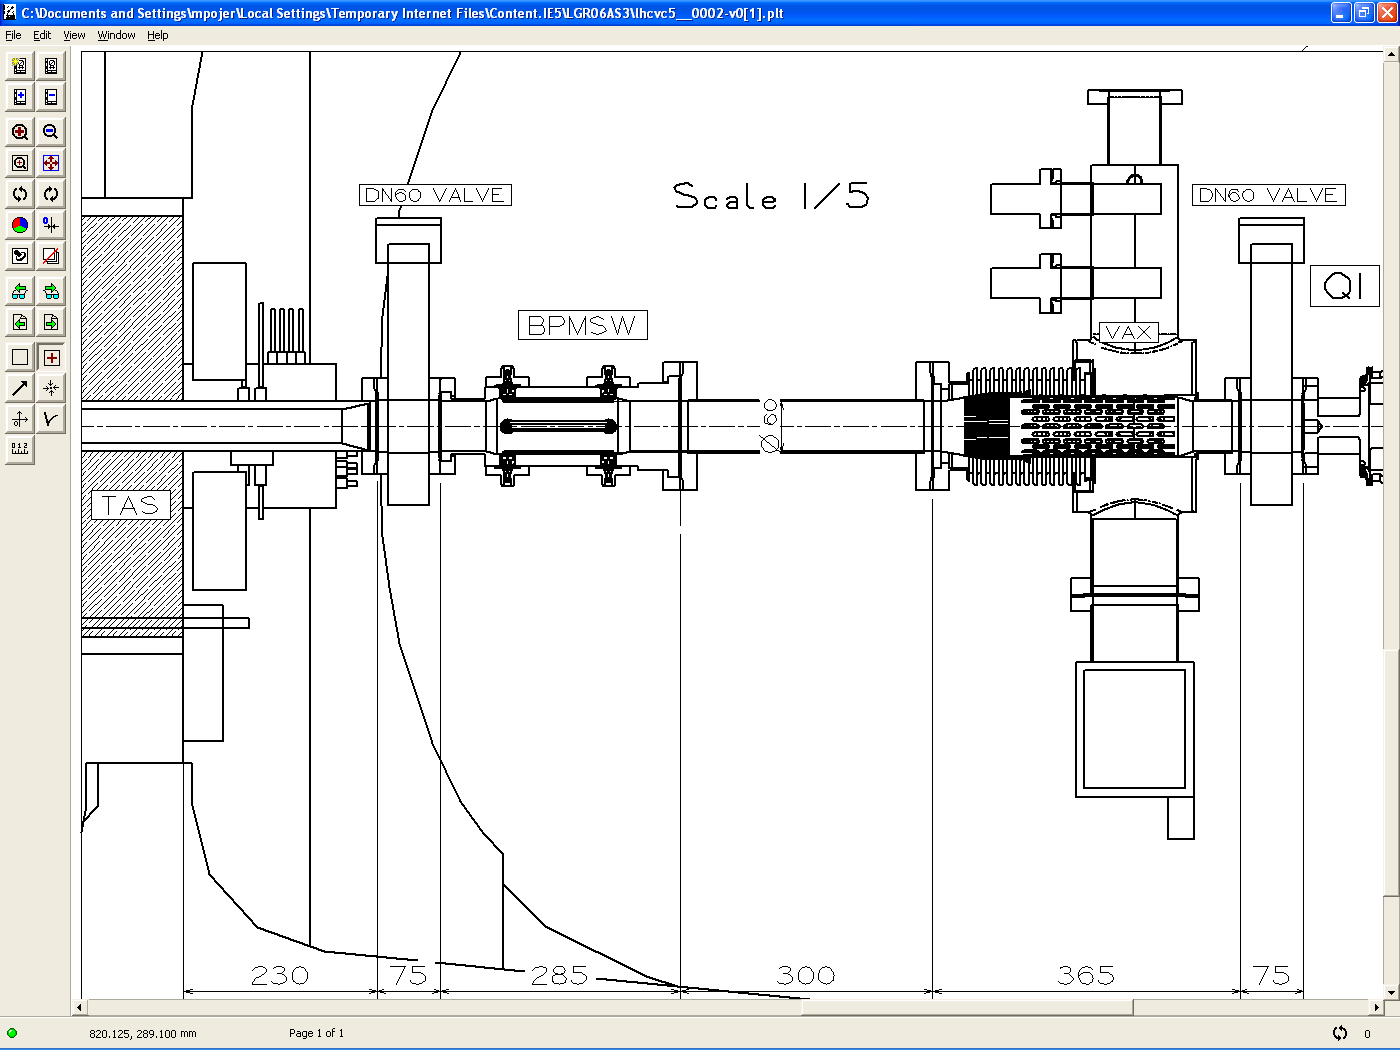 C:\Documents and Settings\mpojer\Local Settings\Temporary Internet Files\Content.IE5\LGR06AS3\lhcvc5__0002-v0[1].plt
File Edit View Window Help
DN60 VALVE
Scale 1/5
DN60 VALVE
Q1
BPMSW
VAX
Ø 60
TAS
230 75 285 300 365 75
820.125, 289.100 mm
Page 1 of 1
0